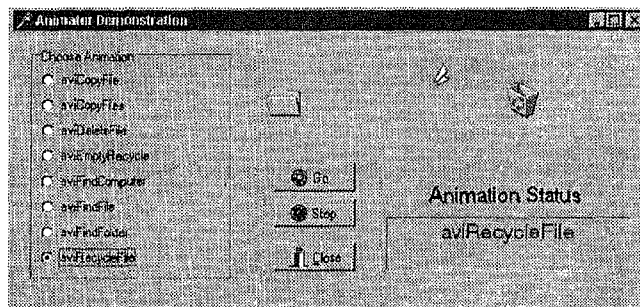 Animator Demonstration
Choose Animation
aviCopyFile
aviCopyFiles
aviDeleteFile
aviEmptyRecycle
aviFindComputer
aviFindFile
aviFindFolder
aviRecycleFile
Go
Stop
Close
Animation Status
aviRecycleFile